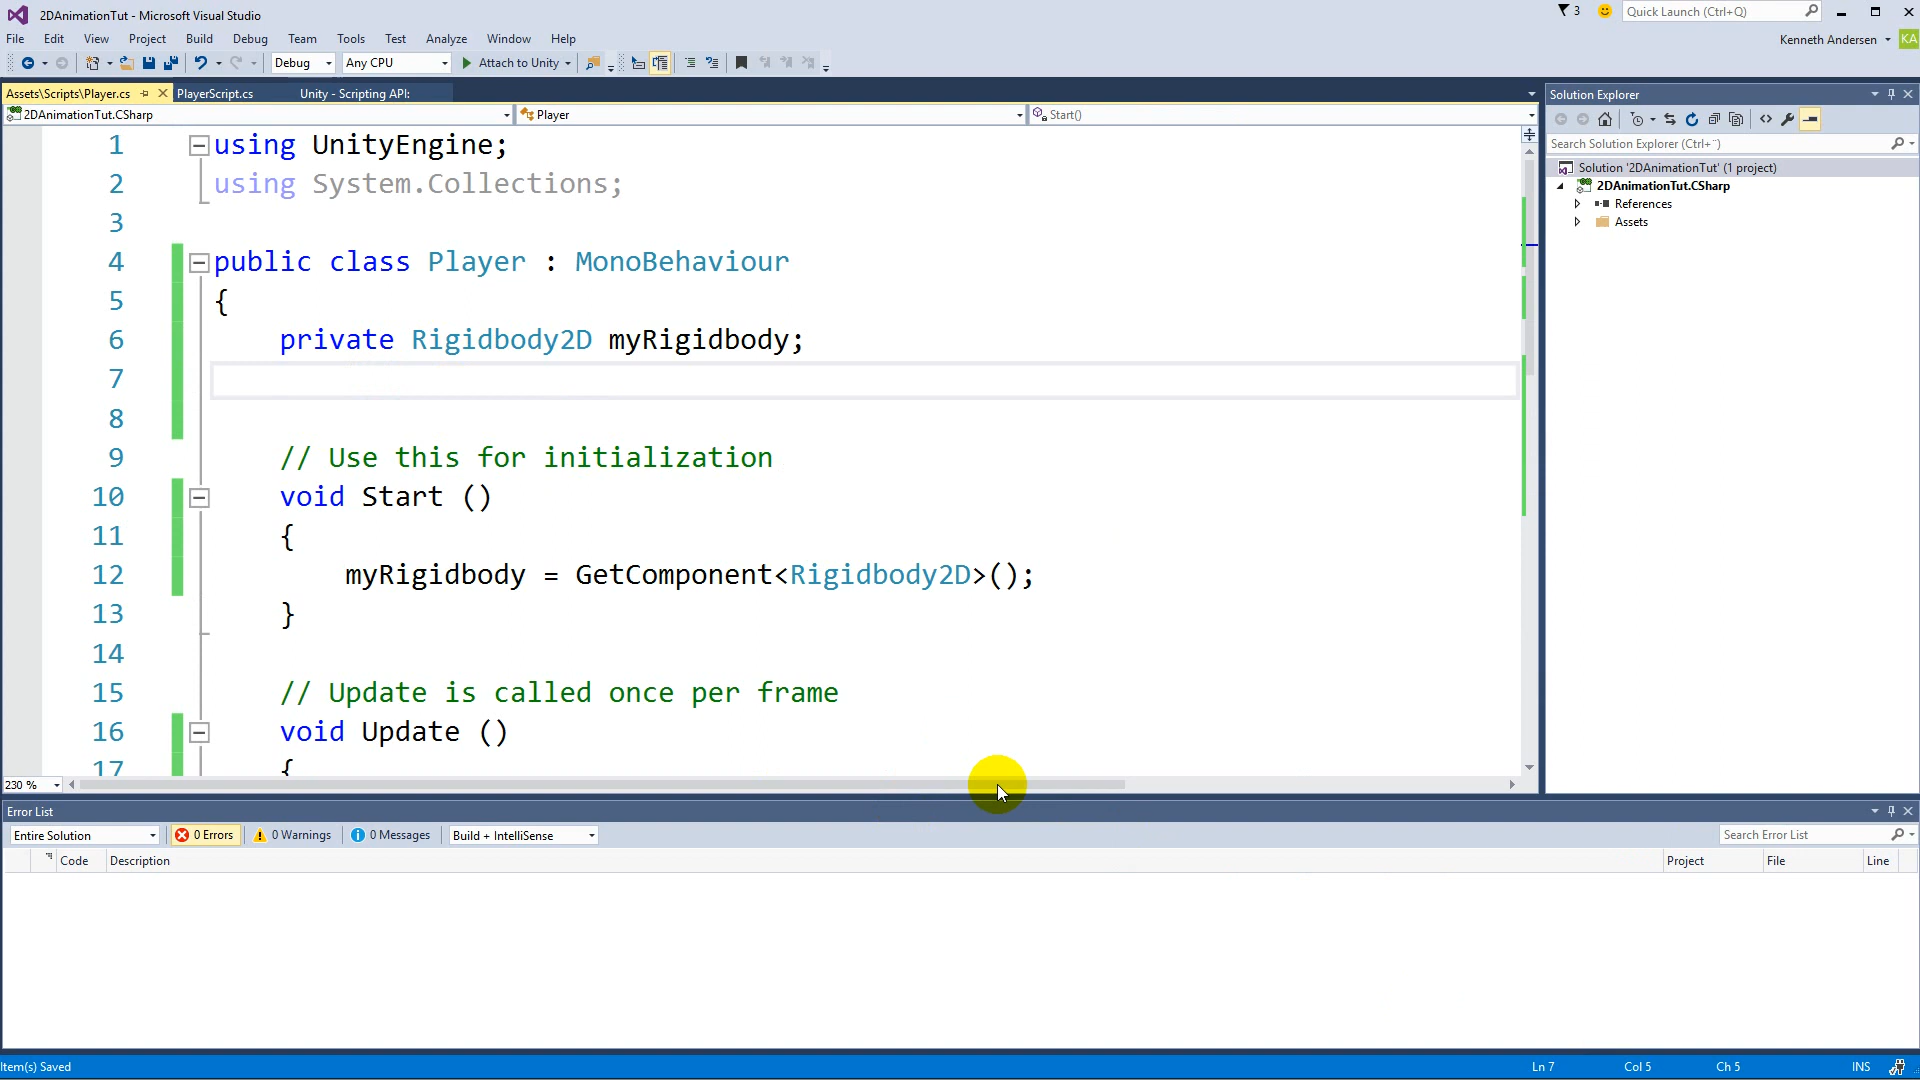 2DAnimationTut - Microsoft Visual Studio
3
Quick Launch (Ctrl+Q)
File Edit View Project Build Debug Team Tools Test Analyze Window Help
Kenneth Andersen KA
Debug Any CPU Attach to Unity
Assets\Scripts\Player.cs PlayerScript.cs Unity - Scripting API:
2DAnimationTut.CSharp Player Start()
1 using UnityEngine;
2 using System.Collections;
3
4 public class Player : MonoBehaviour
5 {
6 private Rigidbody2D myRigidbody;
7
8
9 // Use this for initialization
10 void Start ()
11 {
12 myRigidbody = GetComponent<Rigidbody2D>();
13 }
14
15 // Update is called once per frame
16 void Update ()
17 {
230 %
Solution Explorer
Search Solution Explorer (Ctrl+¨)
Solution '2DAnimationTut' (1 project)
2DAnimationTut.CSharp
References
Assets
Error List
Entire Solution 0 Errors 0 Warnings 0 Messages Build + IntelliSense
Search Error List
Code Description Project File Line
Item(s) Saved Ln 7 Col 5 Ch 5 INS